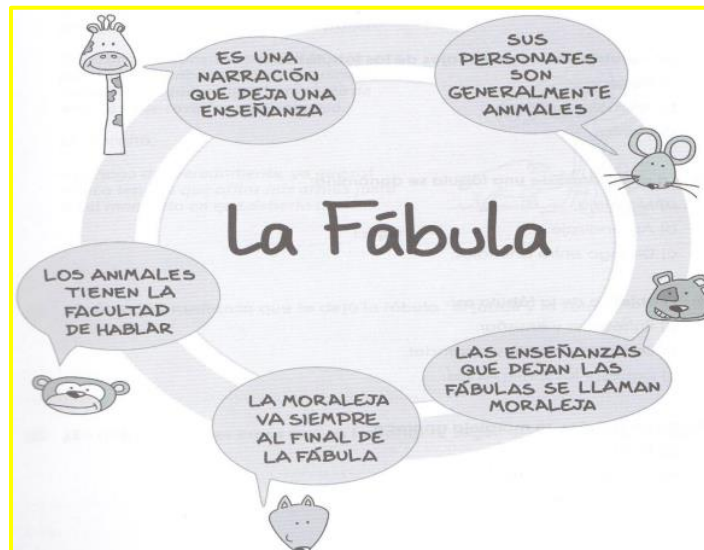 ES UNA
NARRACIÓN
QUE DEJA UNA
ENSEÑANZA
SUS
PERSONAJES
SON
GENERALMENTE
ANIMALES
La Fábula
LOS ANIMALES
TIENEN LA
FACULTAD
DE HABLAR
LAS ENSEÑANZAS
QUE DEJAN LAS
FÁBULAS SE LLAMAN
MORALEJA
LA MORALEJA
VA SIEMPRE
AL FINAL DE
LA FÁBULA